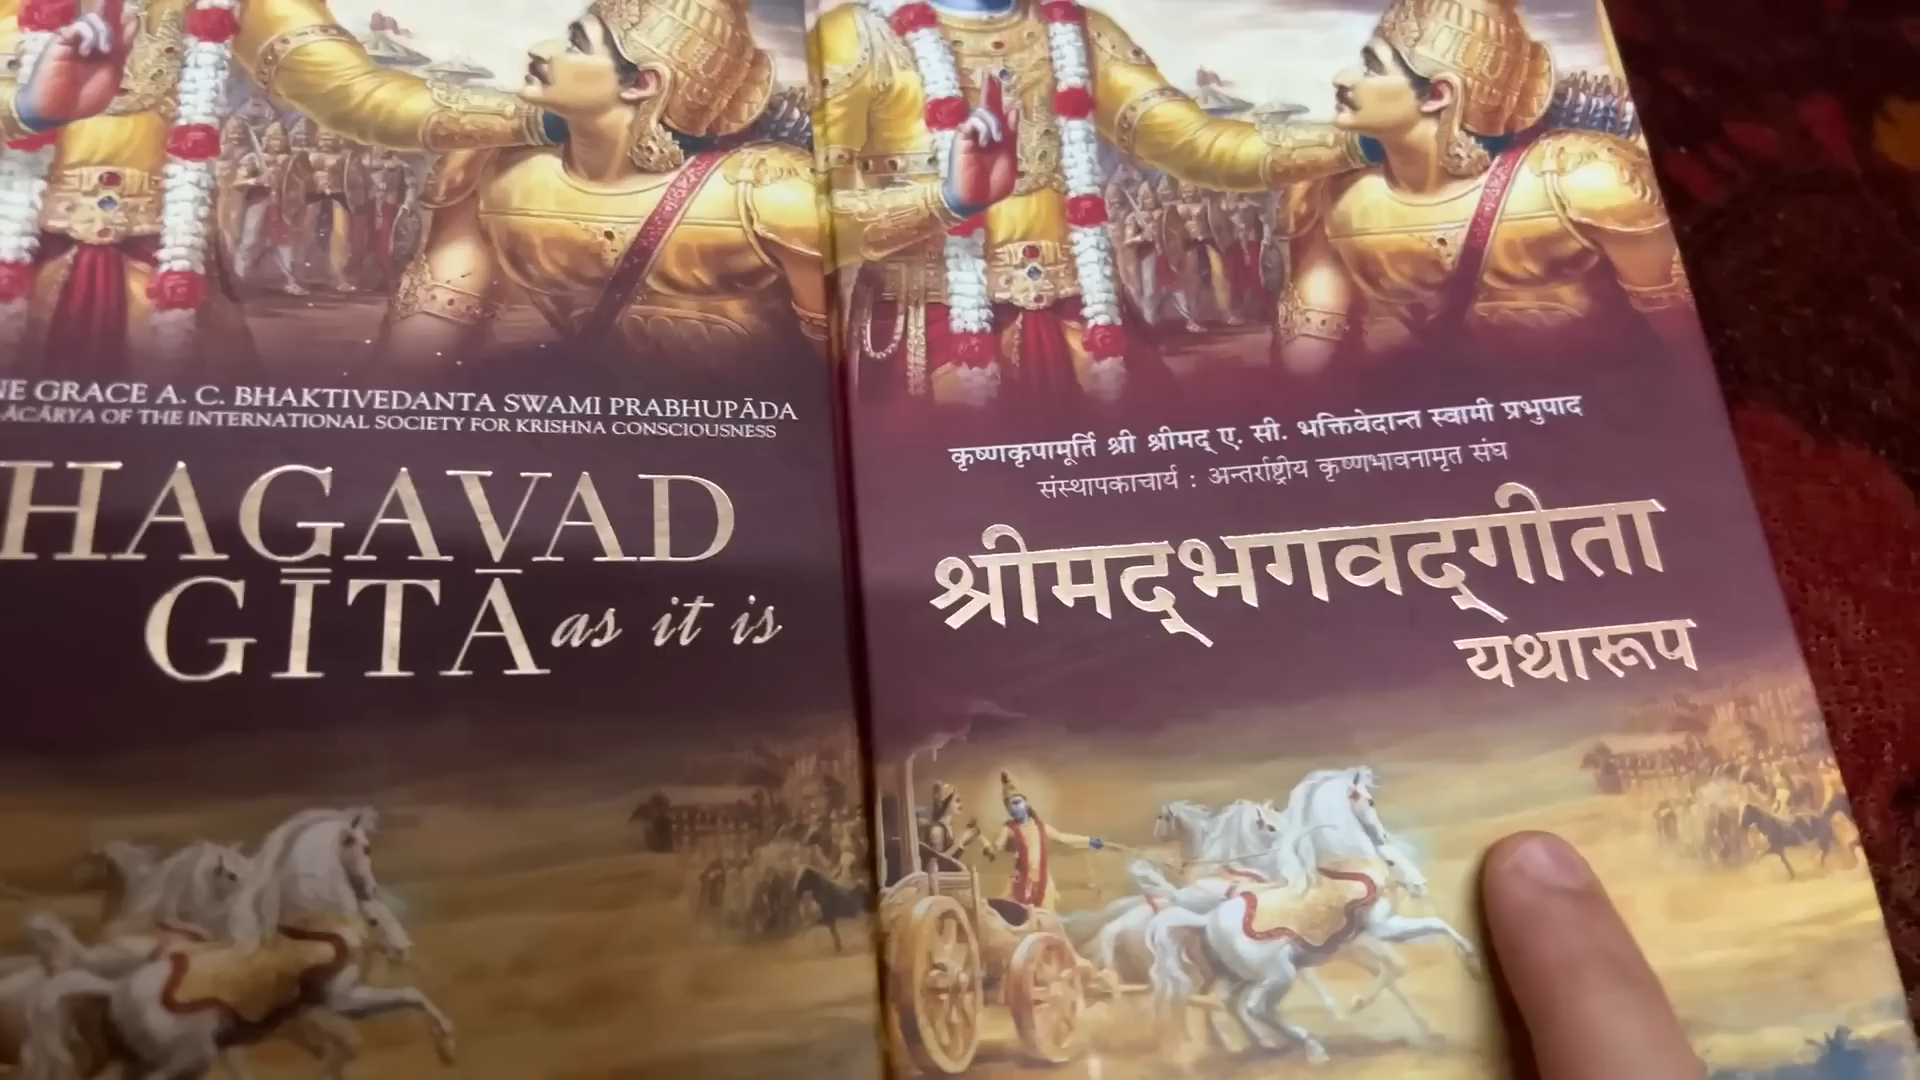 GRACE A. C. BHAKTIVEDANTA SWAMI PRABHUPĀDA
ĀCĀRYA OF THE INTERNATIONAL SOCIETY FOR KRISHNA CONSCIOUSNESS
HAGAVAD
GĪTĀ as it is
कृष्णकृपामूर्ति श्री श्रीमद् ए. सी. भक्तिवेदान्त स्वामी प्रभुपाद
संस्थापकाचार्य : अन्तर्राष्ट्रीय कृष्णभावनामृत संघ
श्रीमद्‌भगवद्‌गीता
यथारूप